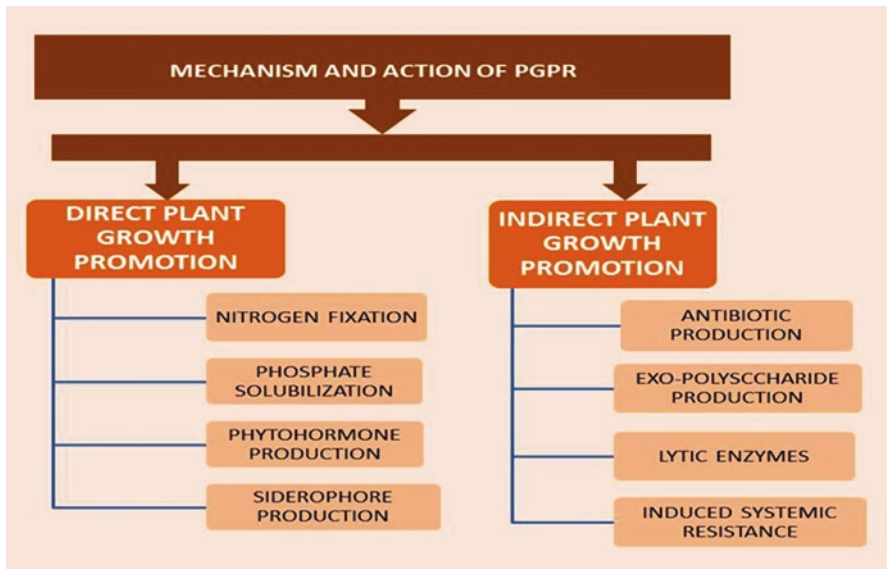 MECHANISM AND ACTION OF PGPR
DIRECT PLANT
GROWTH
PROMOTION
NITROGEN FIXATION
PHOSPHATE
SOLUBILIZATION
PHYTOHORMONE
PRODUCTION
SIDEROPHORE
PRODUCTION
INDIRECT PLANT
GROWTH
PROMOTION
ANTIBIOTIC
PRODUCTION
EXO-POLYSCCHARIDE
PRODUCTION
LYTIC ENZYMES
INDUCED SYSTEMIC
RESISTANCE